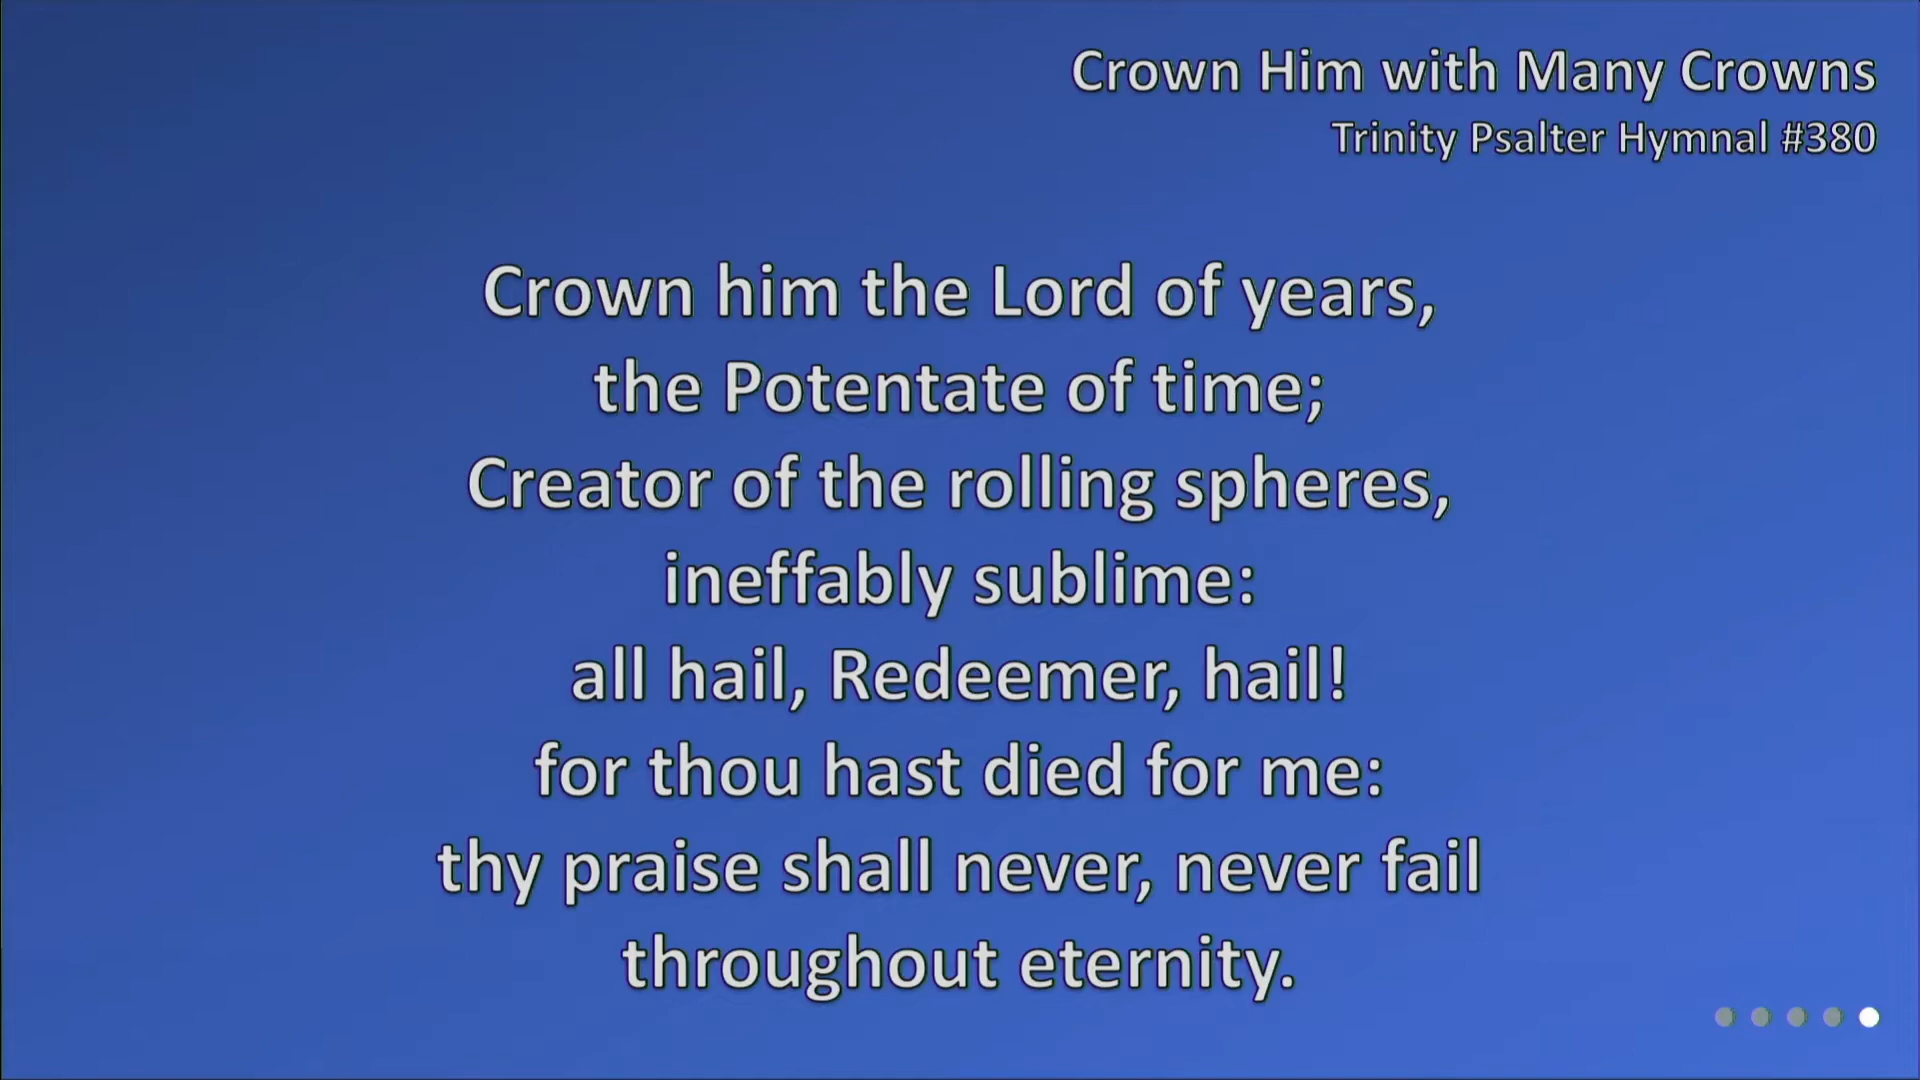 Crown Him with Many Crowns
Trinity Psalter Hymnal #380
Crown him the Lord of years,
the Potentate of time;
Creator of the rolling spheres,
ineffably sublime:
all hail, Redeemer, hail!
for thou hast died for me:
thy praise shall never, never fail
throughout eternity.